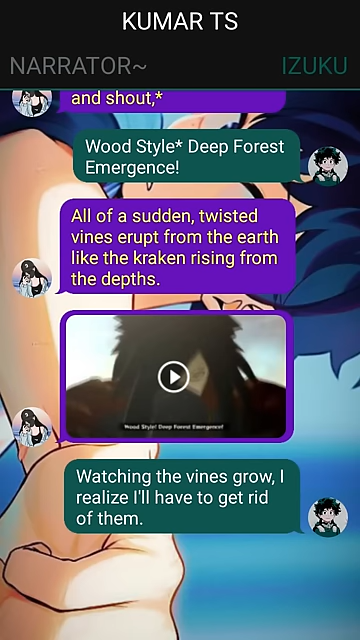 KUMAR TS
NARRATOR~ IZUKU
and shout,*
Wood Style* Deep Forest
Emergence!
All of a sudden, twisted
vines erupt from the earth
like the kraken rising from
the depths.
Wood Style! Deep Forest Emergence!
Watching the vines grow, I
realize I'll have to get rid
of them.